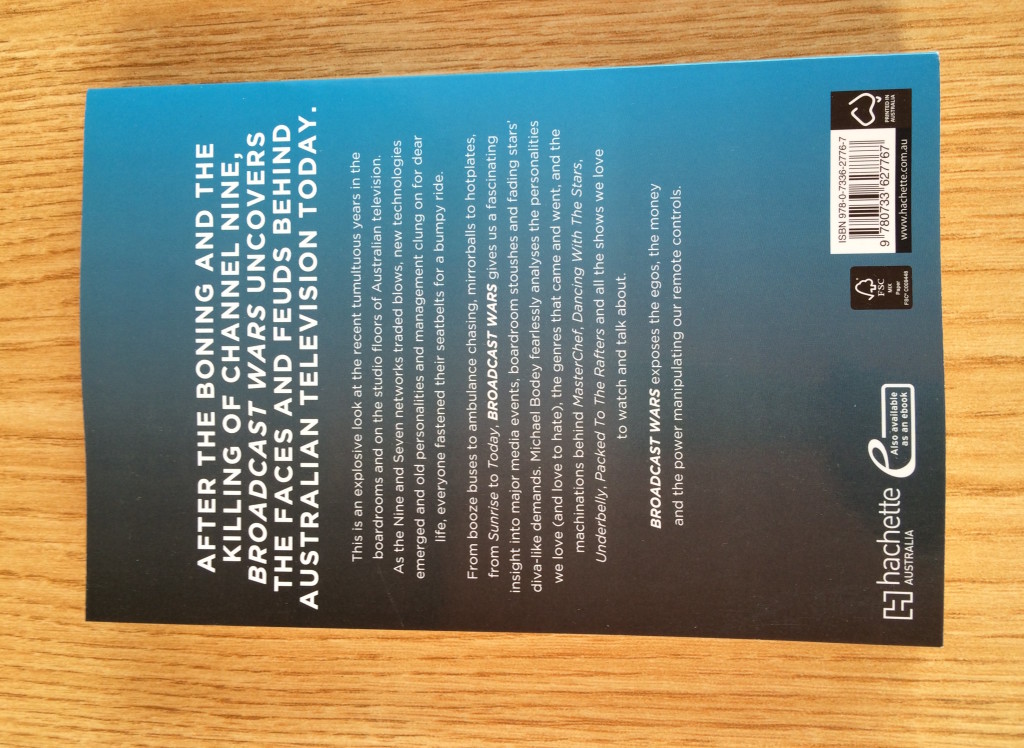 AFTER THE BONING AND THE
KILLING OF CHANNEL NINE,
BROADCAST WARS UNCOVERS
THE FACES AND FEUDS BEHIND
AUSTRALIAN TELEVISION TODAY.
This is an explosive look at the recent tumultuous years in the
boardrooms and on the studio floors of Australian television.
As the Nine and Seven networks traded blows, new technologies
emerged and old personalities and management clung on for dear
life, everyone fastened their seatbelts for a bumpy ride.
From booze buses to ambulance chasing, mirrorballs to hotplates,
from Sunrise to Today, BROADCAST WARS gives us a fascinating
insight into major media events, boardroom stoushes and fading stars'
diva-like demands. Michael Bodey fearlessly analyses the personalities
we love (and love to hate), the genres that came and went, and the
machinations behind MasterChef, Dancing With The Stars,
Underbelly, Packed To The Rafters and all the shows we love
to watch and talk about.
BROADCAST WARS exposes the egos, the money
and the power manipulating our remote controls.
hachette
AUSTRALIA
e
Also available
as an ebook
FSC
MIX
Paper
FSC® C009448
ISBN 978-0-7336-2776-7
9 780733 627767
www.hachette.com.au
PRINTED IN
AUSTRALIA